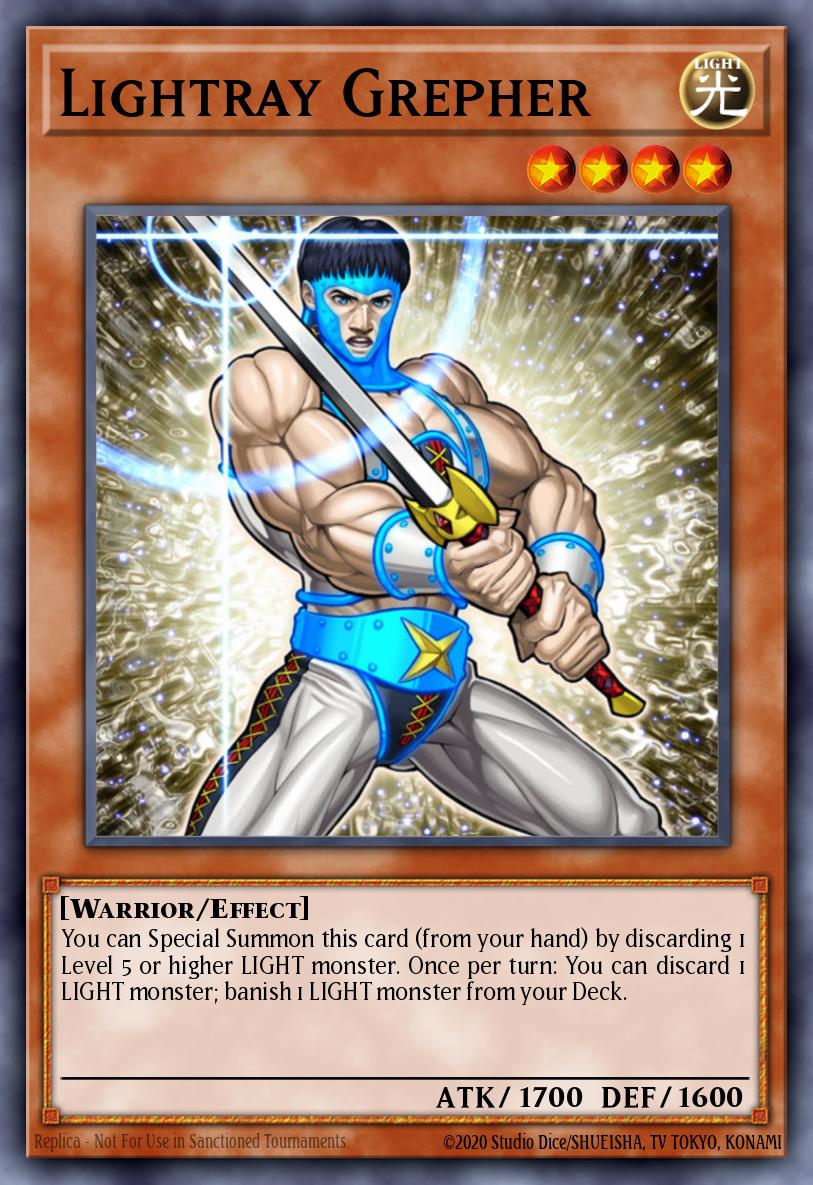 Lightray Grepher
LIGHT
光
[Warrior/Effect]
You can Special Summon this card (from your hand) by discarding 1
Level 5 or higher LIGHT monster. Once per turn: You can discard 1
LIGHT monster; banish 1 LIGHT monster from your Deck.
ATK/ 1700 DEF/ 1600
Replica - Not For Use in Sanctioned Tournaments.
©2020 Studio Dice/SHUEISHA, TV TOKYO, KONAMI